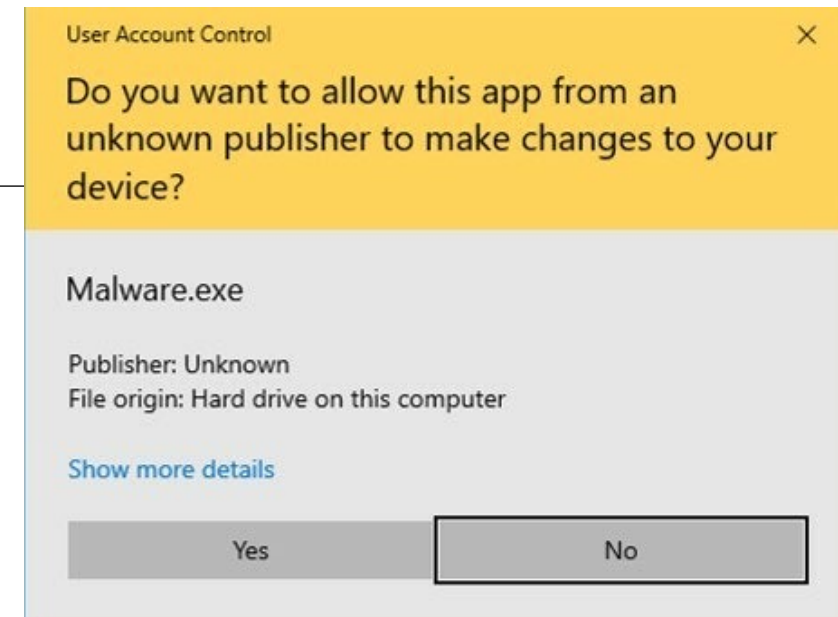 User Account Control
Do you want to allow this app from an
unknown publisher to make changes to your
device?
Malware.exe
Publisher: Unknown
File origin: Hard drive on this computer
Show more details
Yes
No